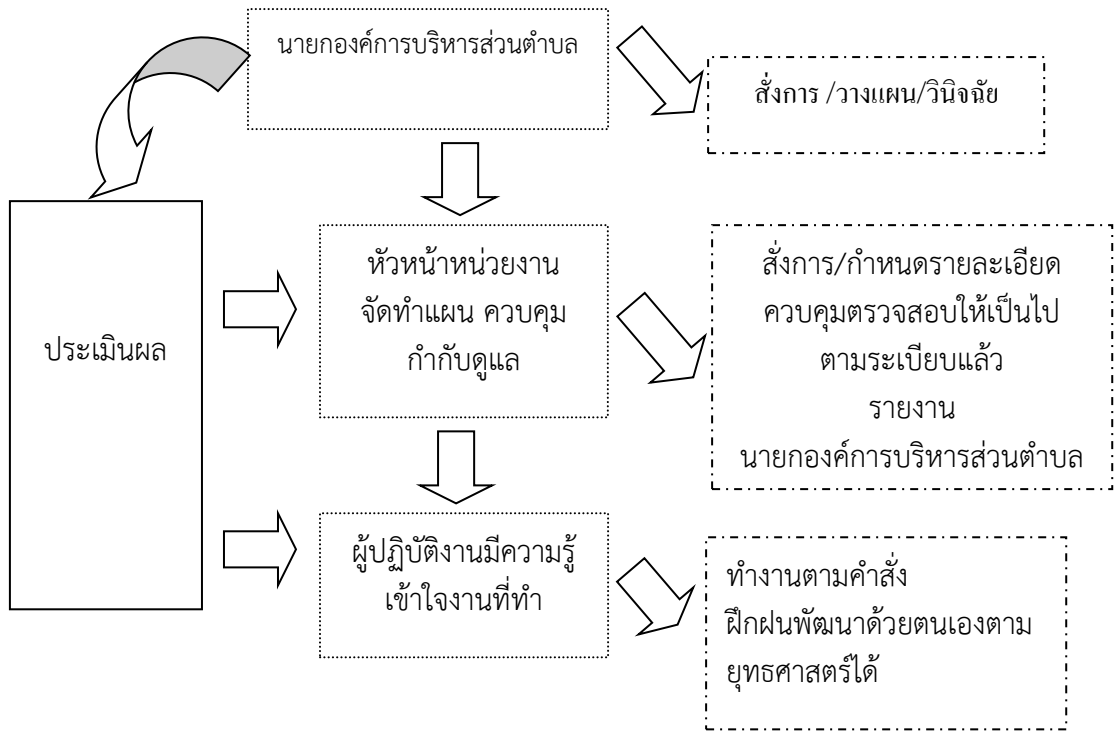 นายกองค์การบริหารส่วนตำบล
สั่งการ /วางแผน/วินิจฉัย
ประเมินผล
หัวหน้าหน่วยงาน
จัดทำแผน ควบคุม
กำกับดูแล
สั่งการ/กำหนดรายละเอียด
ควบคุมตรวจสอบให้เป็นไป
ตามระเบียบแล้ว
รายงาน
นายกองค์การบริหารส่วนตำบล
ผู้ปฏิบัติงานมีความรู้
เข้าใจงานที่ทำ
ทำงานตามคำสั่ง
ฝึกฝนพัฒนาด้วยตนเองตาม
ยุทธศาสตร์ได้